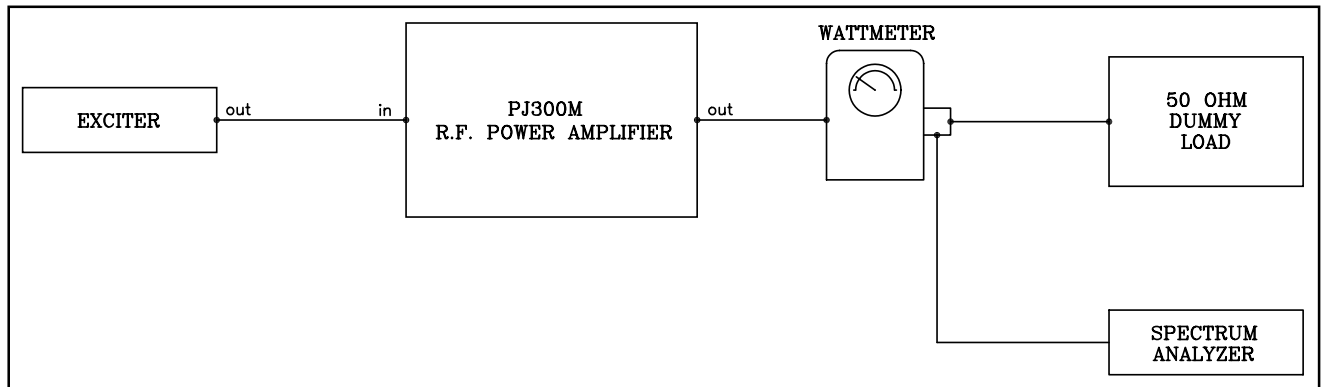 WATTMETER
EXCITER
out
in
PJ300M
R.F. POWER AMPLIFIER
out
50 OHM
DUMMY
LOAD
SPECTRUM
ANALYZER